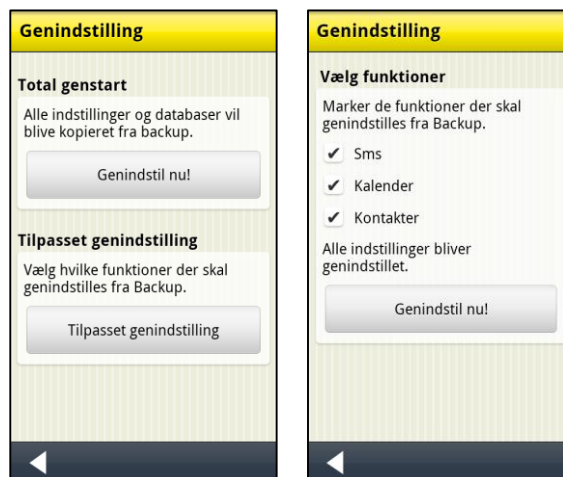 Genindstilling
Total genstart
Alle indstillinger og databaser vil
blive kopieret fra backup.
Genindstil nu!
Tilpasset genindstilling
Vælg hvilke funktioner der skal
genindstilles fra Backup.
Tilpasset genindstilling
Genindstilling
Vælg funktioner
Marker de funktioner der skal
genindstilles fra Backup.
Sms
Kalender
Kontakter
Alle indstillinger bliver
genindstillet.
Genindstil nu!